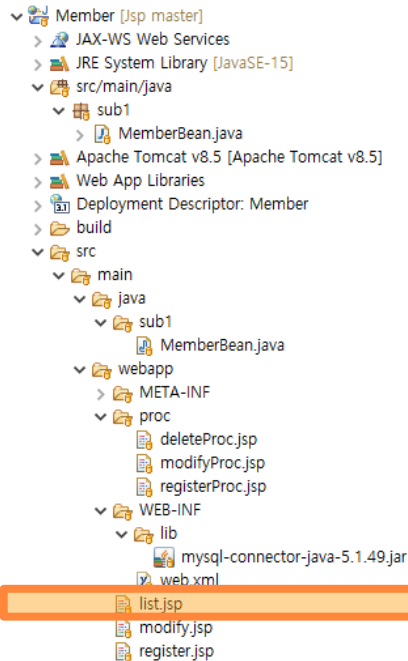 Member [Jsp master]
JAX-WS Web Services
JRE System Library [JavaSE-15]
src/main/java
sub1
MemberBean.java
Apache Tomcat v8.5 [Apache Tomcat v8.5]
Web App Libraries
3.1 Deployment Descriptor: Member
build
src
main
java
sub1
MemberBean.java
webapp
META-INF
proc
deleteProc.jsp
modifyProc.jsp
registerProc.jsp
WEB-INF
lib
mysql-connector-java-5.1.49.jar
web.xml
list.jsp
modify.jsp
register.jsp